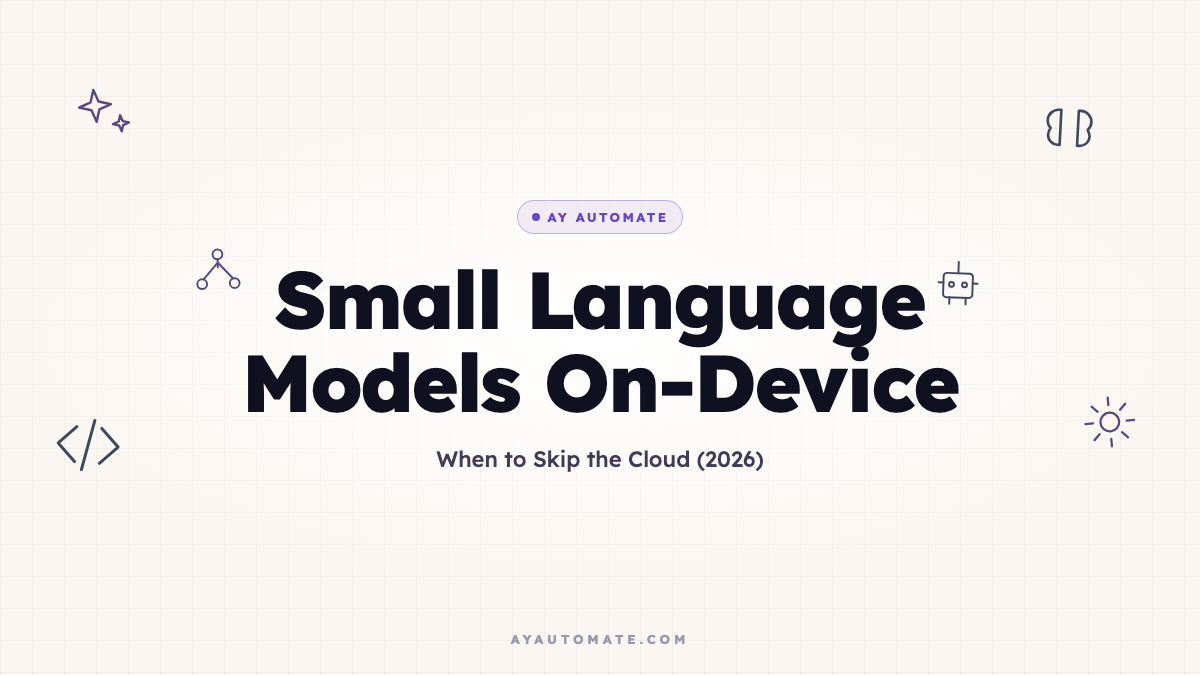 AY AUTOMATE
Small Language
Models On-Device
When to Skip the Cloud (2026)
AYAUTOMATE.COM